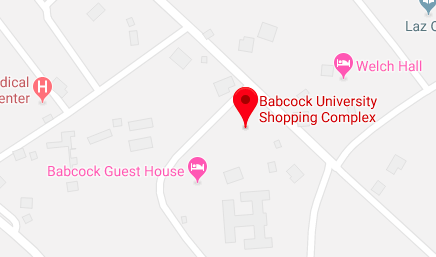 Laz C
Welch Hall
dical
enter
H
Babcock University
Shopping Complex
Babcock Guest House